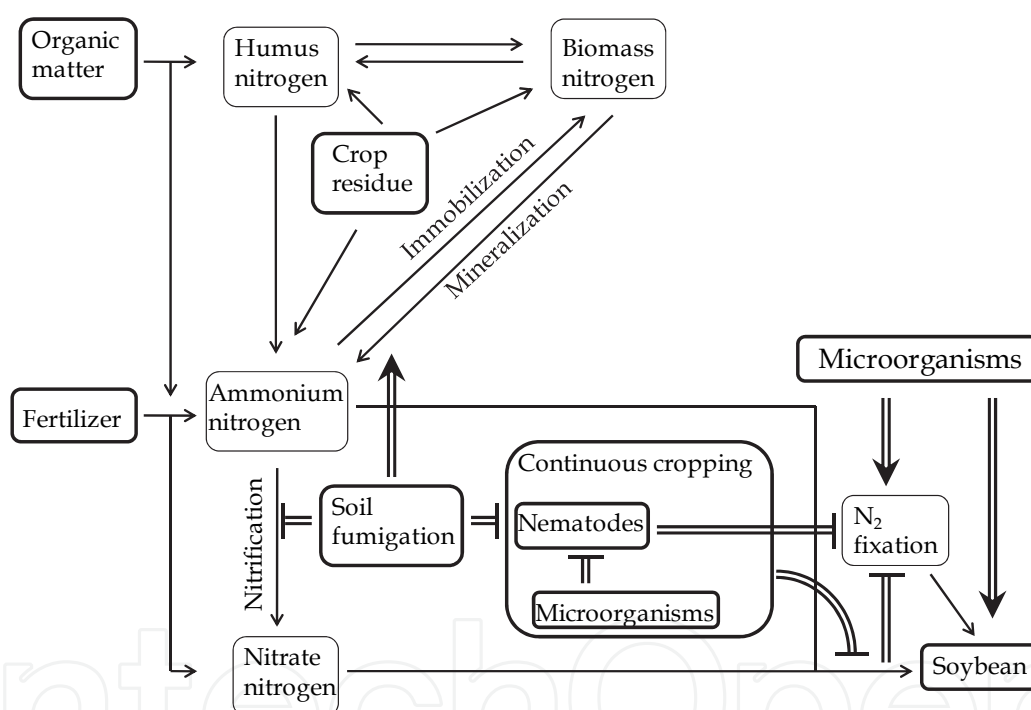 Organic
matter
Humus
nitrogen
Biomass
nitrogen
Crop
residue
Immobilization
Mineralization
Microorganisms
Fertilizer
Ammonium
nitrogen
Continuous cropping
Nitrification
Soil
fumigation
Nematodes
N2
fixation
Microorganisms
Nitrate
nitrogen
Soybean
ntechOpen